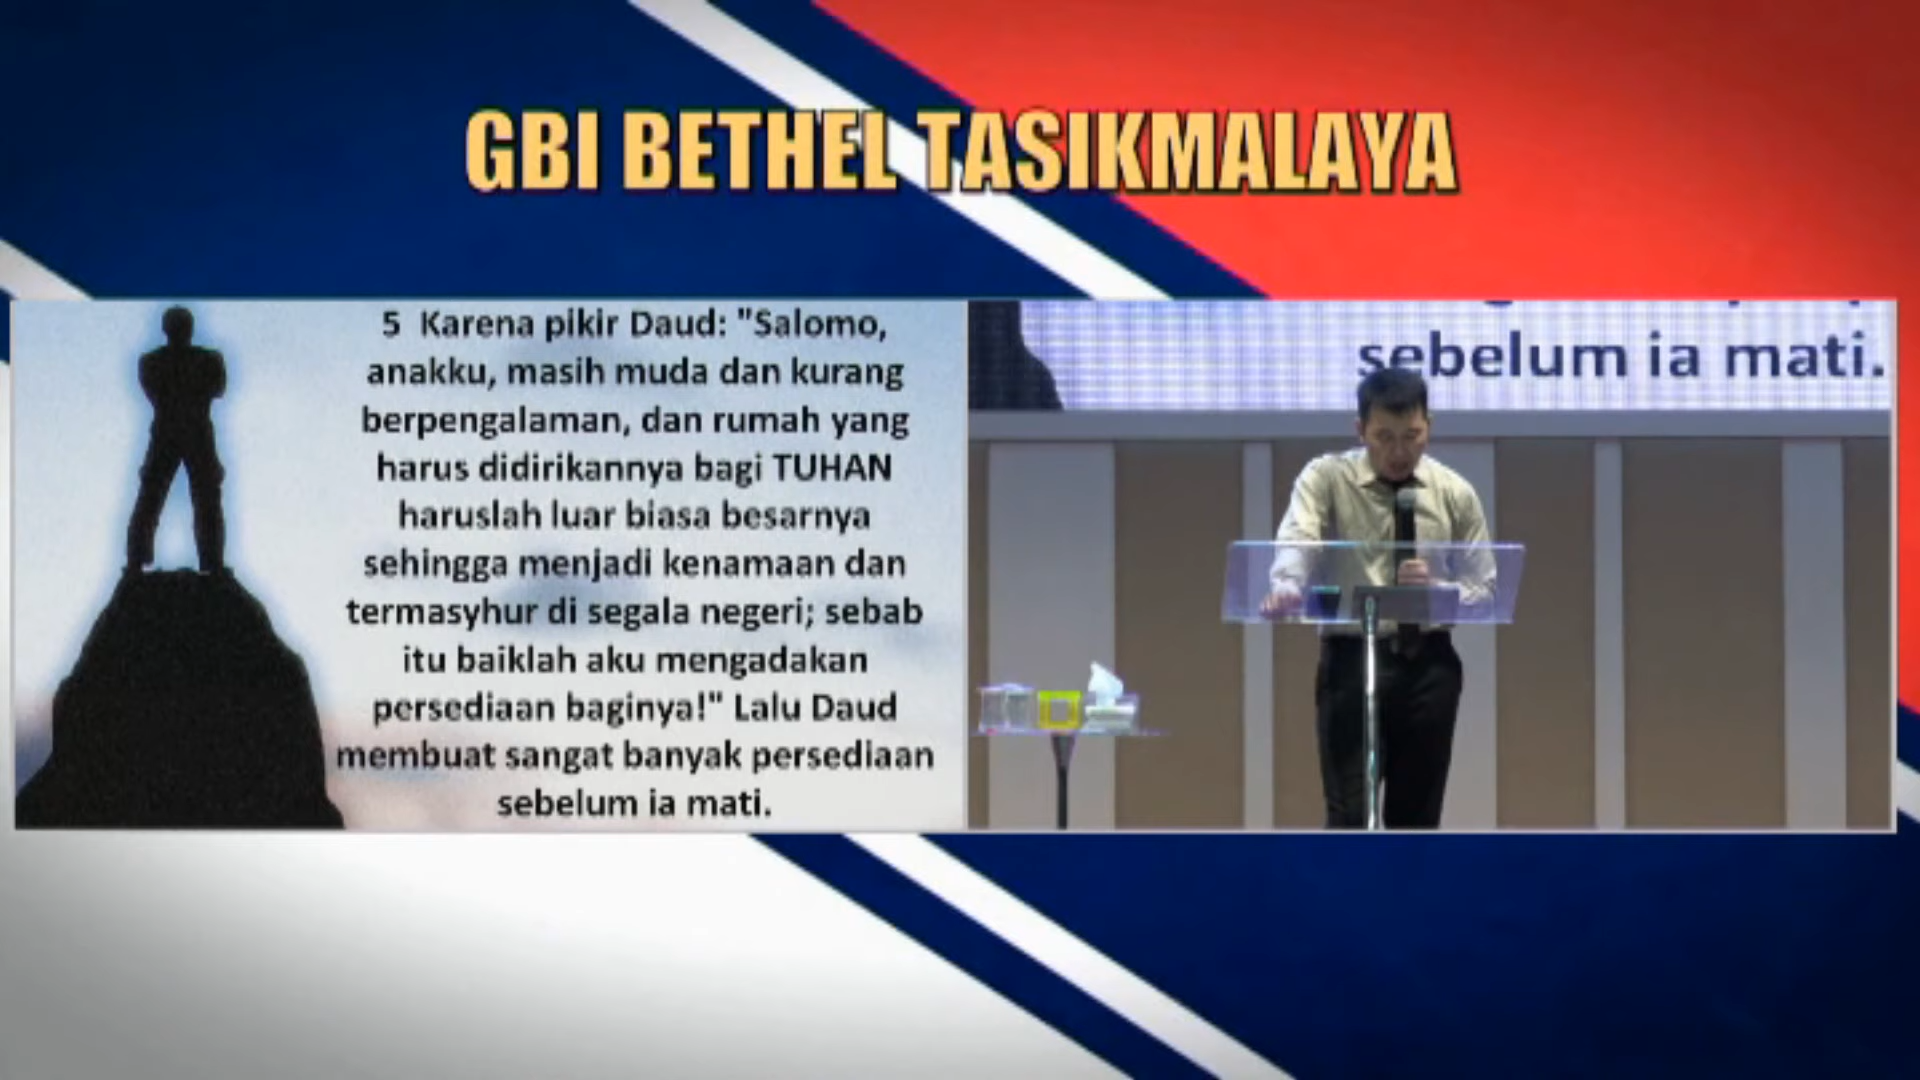 GBI BETHEL TASIKMALAYA
5 Karena pikir Daud: "Salomo,
anakku, masih muda dan kurang
berpengalaman, dan rumah yang
harus didirikannya bagi TUHAN
haruslah luar biasa besarnya
sehingga menjadi kenamaan dan
termasyhur di segala negeri; sebab
itu baiklah aku mengadakan
persediaan baginya!" Lalu Daud
membuat sangat banyak persediaan
sebelum ia mati.
sebelum ia mati.